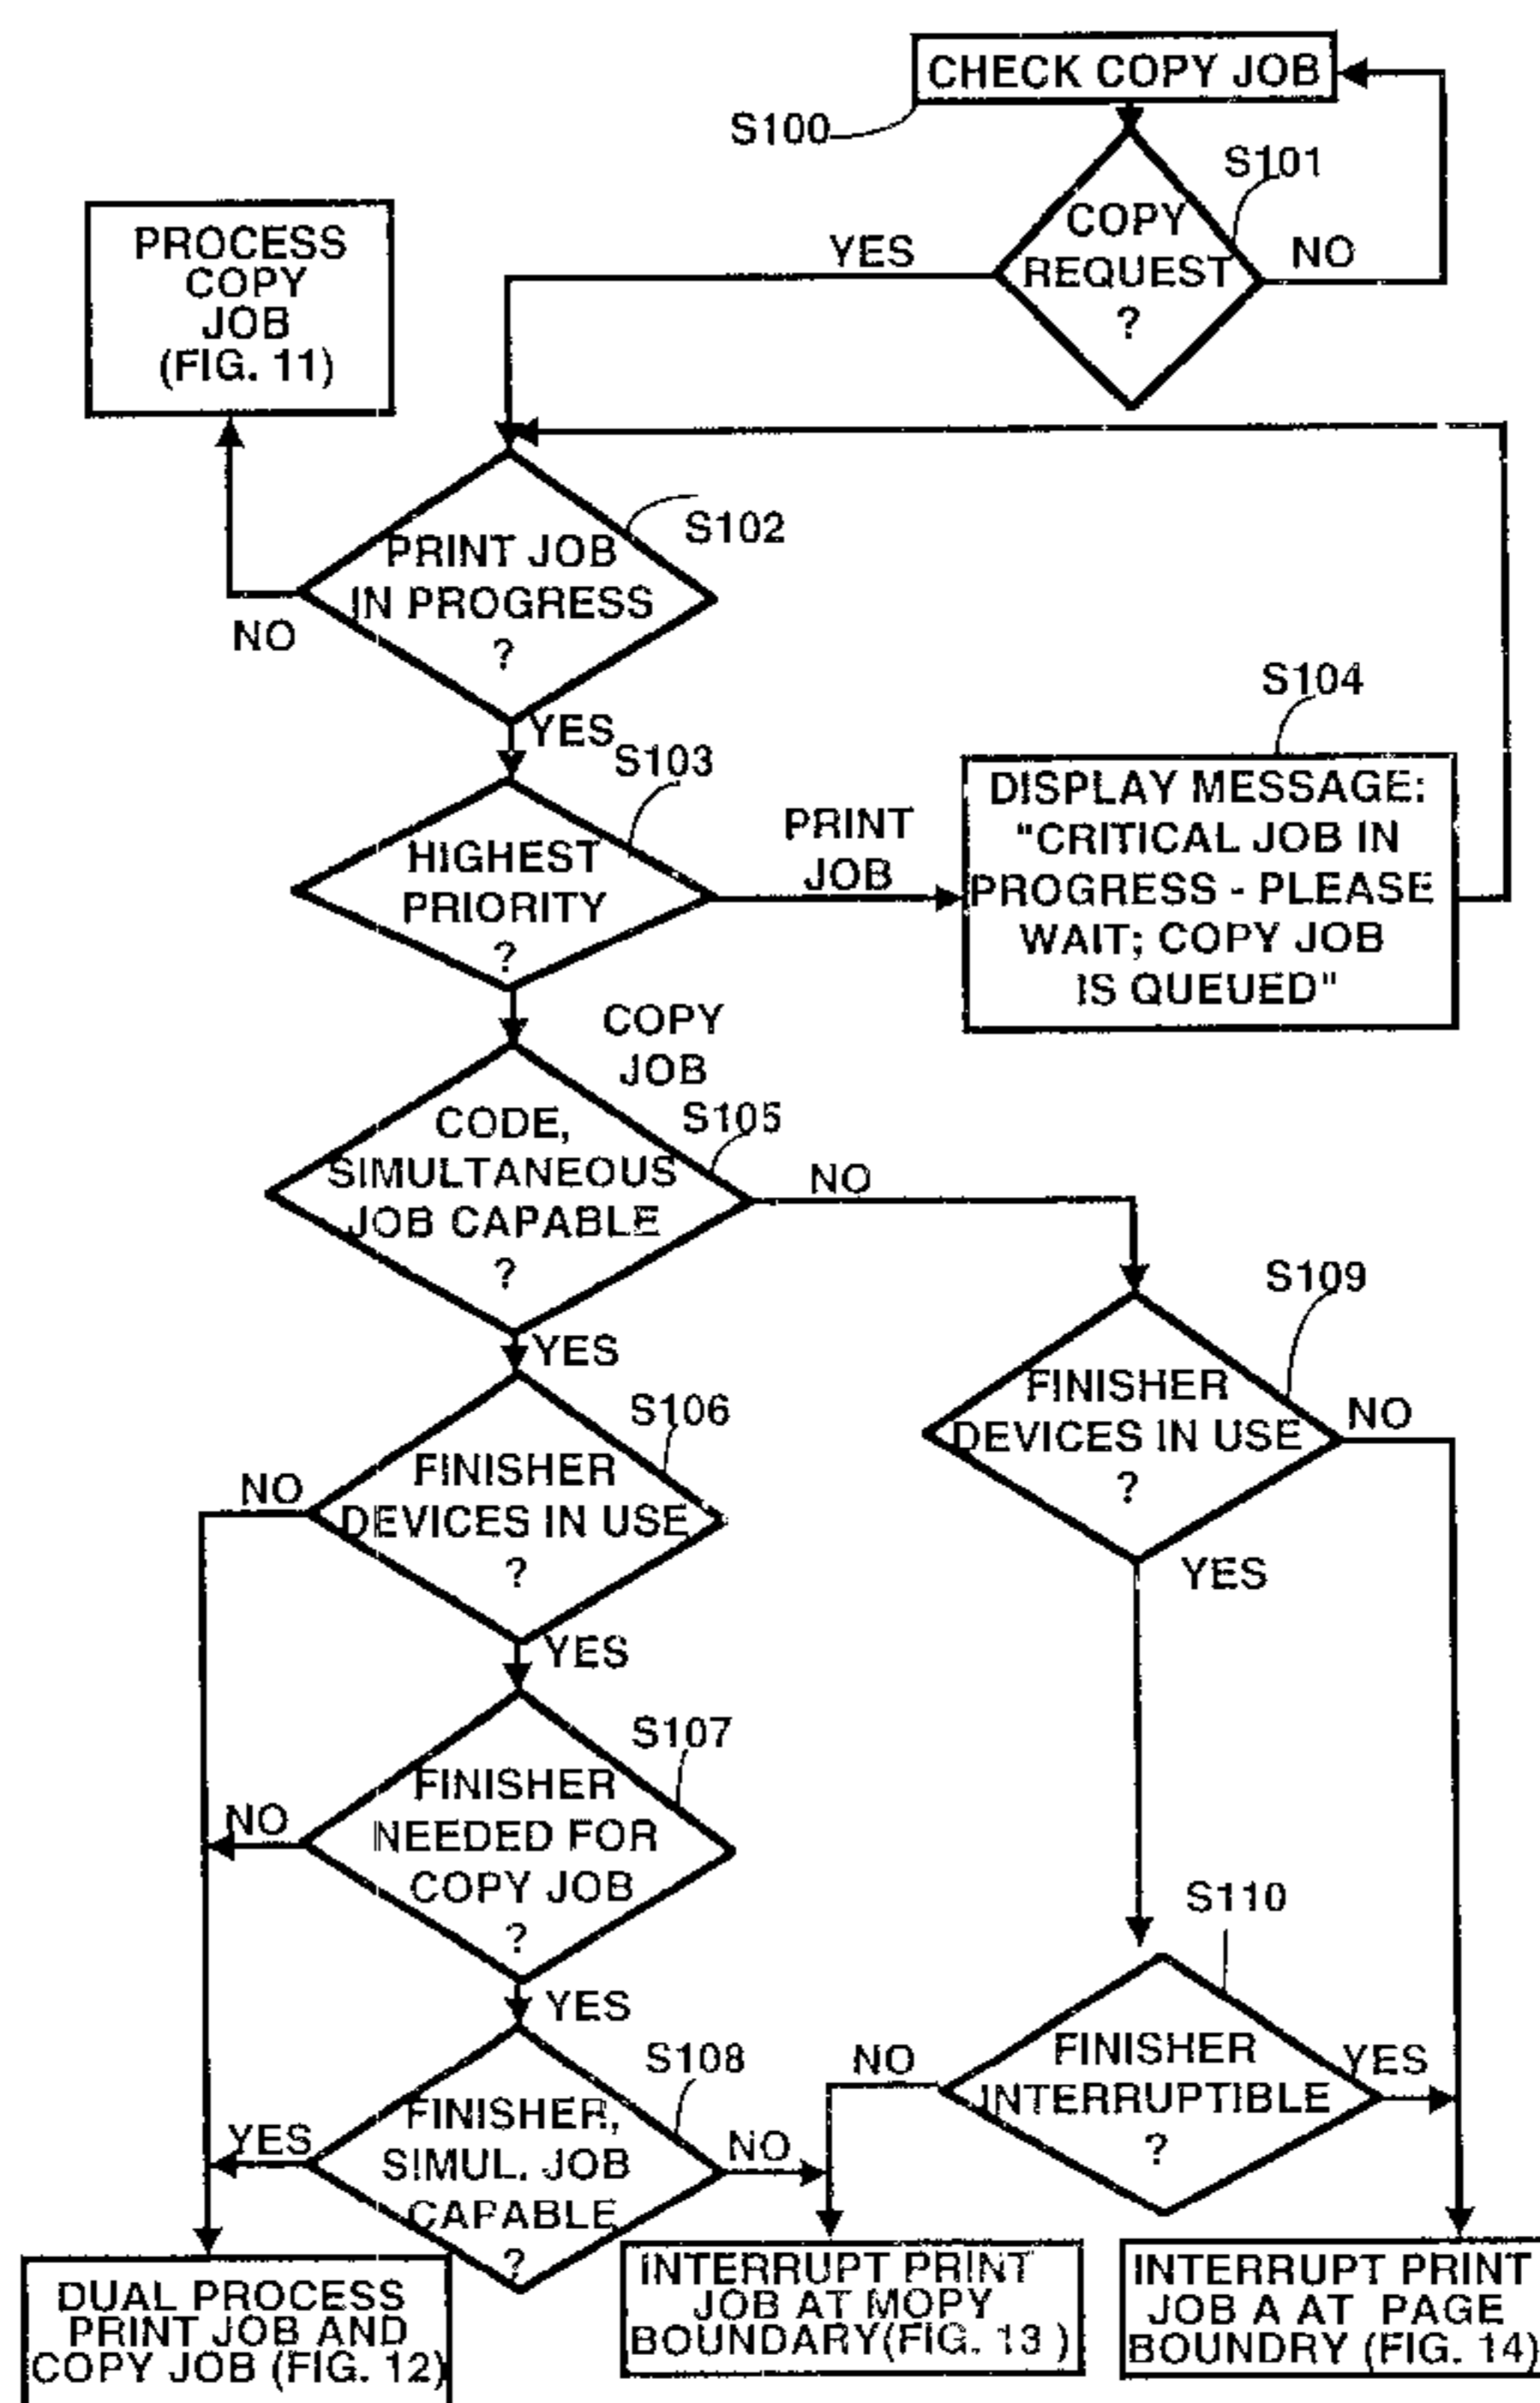 CHECK COPY JOB
S100
S101
COPY
REQUEST
?
YES
NO
PROCESS
COPY
JOB
(FIG. 11)
S102
PRINT JOB
IN PROGRESS
?
NO
YES
S103
HIGHEST
PRIORITY
?
PRINT
JOB
S104
DISPLAY MESSAGE:
"CRITICAL JOB IN
PROGRESS - PLEASE
WAIT; COPY JOB
IS QUEUED"
COPY
JOB
S105
CODE,
SIMULTANEOUS
JOB CAPABLE
?
NO
YES
S109
FINISHER
DEVICES IN USE
?
NO
YES
S106
FINISHER
DEVICES IN USE
?
NO
YES
S107
FINISHER
NEEDED FOR
COPY JOB
?
NO
YES
S110
FINISHER
INTERRUPTIBLE
?
NO
YES
S108
FINISHER,
SIMUL. JOB
CAPABLE
?
YES
NO
DUAL PROCESS
PRINT JOB AND
COPY JOB (FIG. 12)
INTERRUPT PRINT
JOB AT MOPY
BOUNDARY(FIG. 13 )
INTERRUPT PRINT
JOB A AT PAGE
BOUNDRY (FIG. 14)